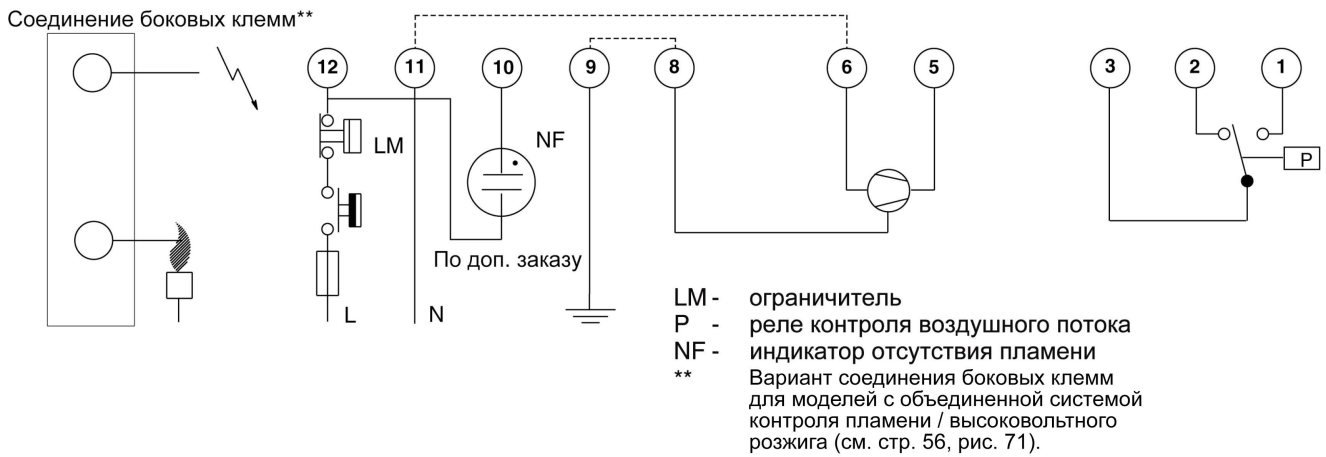 Соединение боковых клемм**
12 11 10 9 8 6 5 3 2 1
LM
NF
P
По доп. заказу
L N
LM - ограничитель
P - реле контроля воздушного потока
NF - индикатор отсутствия пламени
** Вариант соединения боковых клемм
для моделей с объединенной системой
контроля пламени / высоковольтного
розжига (см. стр. 56, рис. 71).